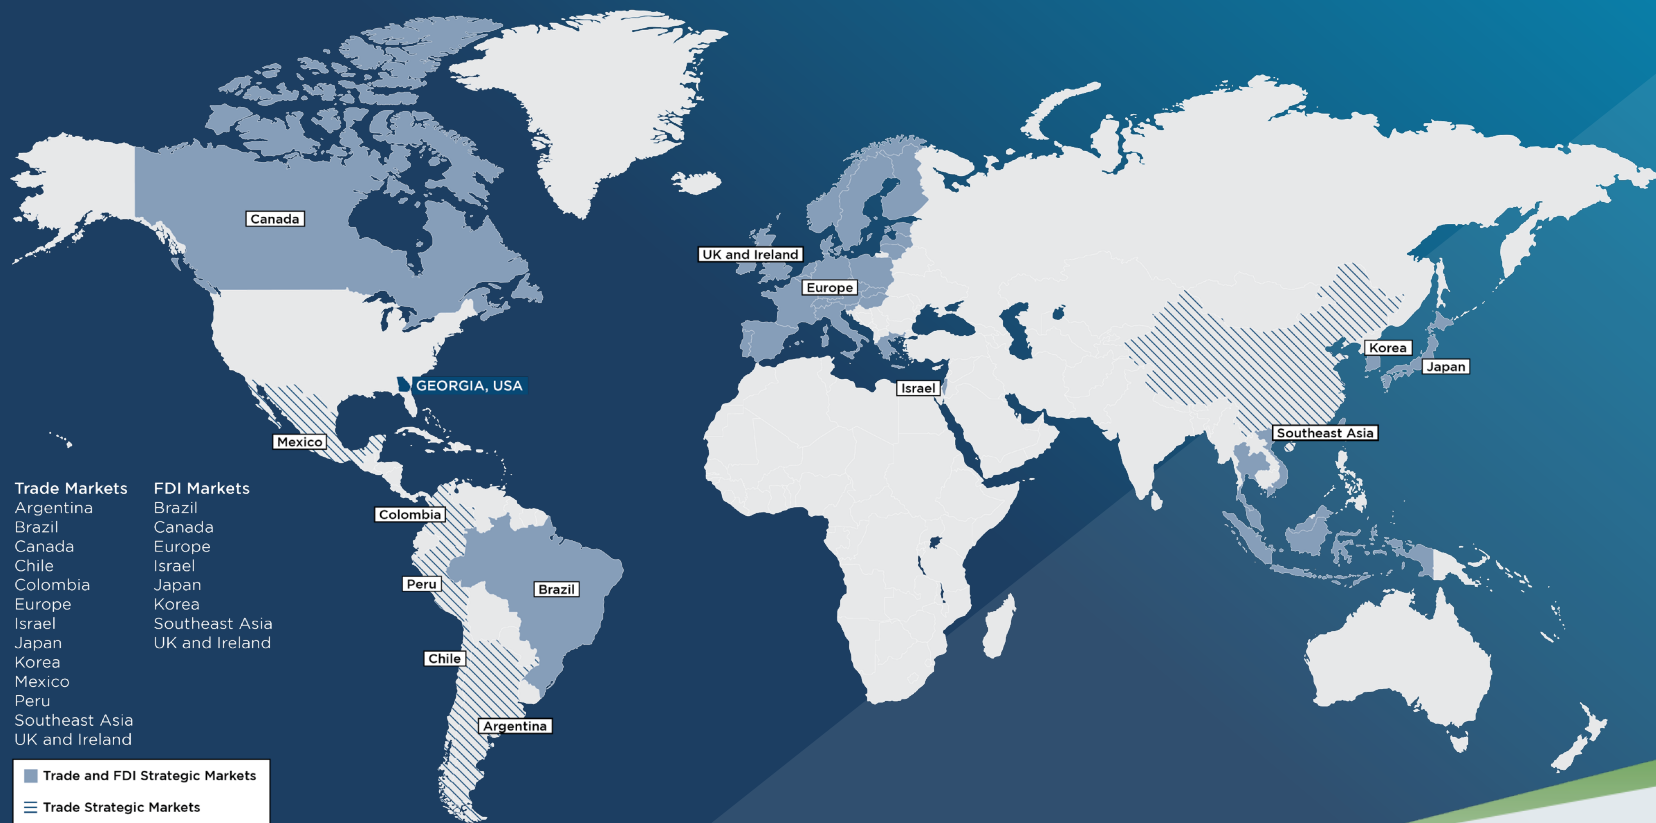 Canada
UK and Ireland
Europe
Korea
Japan
GEORGIA, USA
Israel
Mexico
Southeast Asia
Colombia
Peru
Brazil
Chile
Argentina
Trade Markets
Argentina
Brazil
Canada
Chile
Colombia
Europe
Israel
Japan
Korea
Mexico
Peru
Southeast Asia
UK and Ireland
FDI Markets
Brazil
Canada
Europe
Israel
Japan
Korea
Southeast Asia
UK and Ireland
Trade and FDI Strategic Markets
Trade Strategic Markets